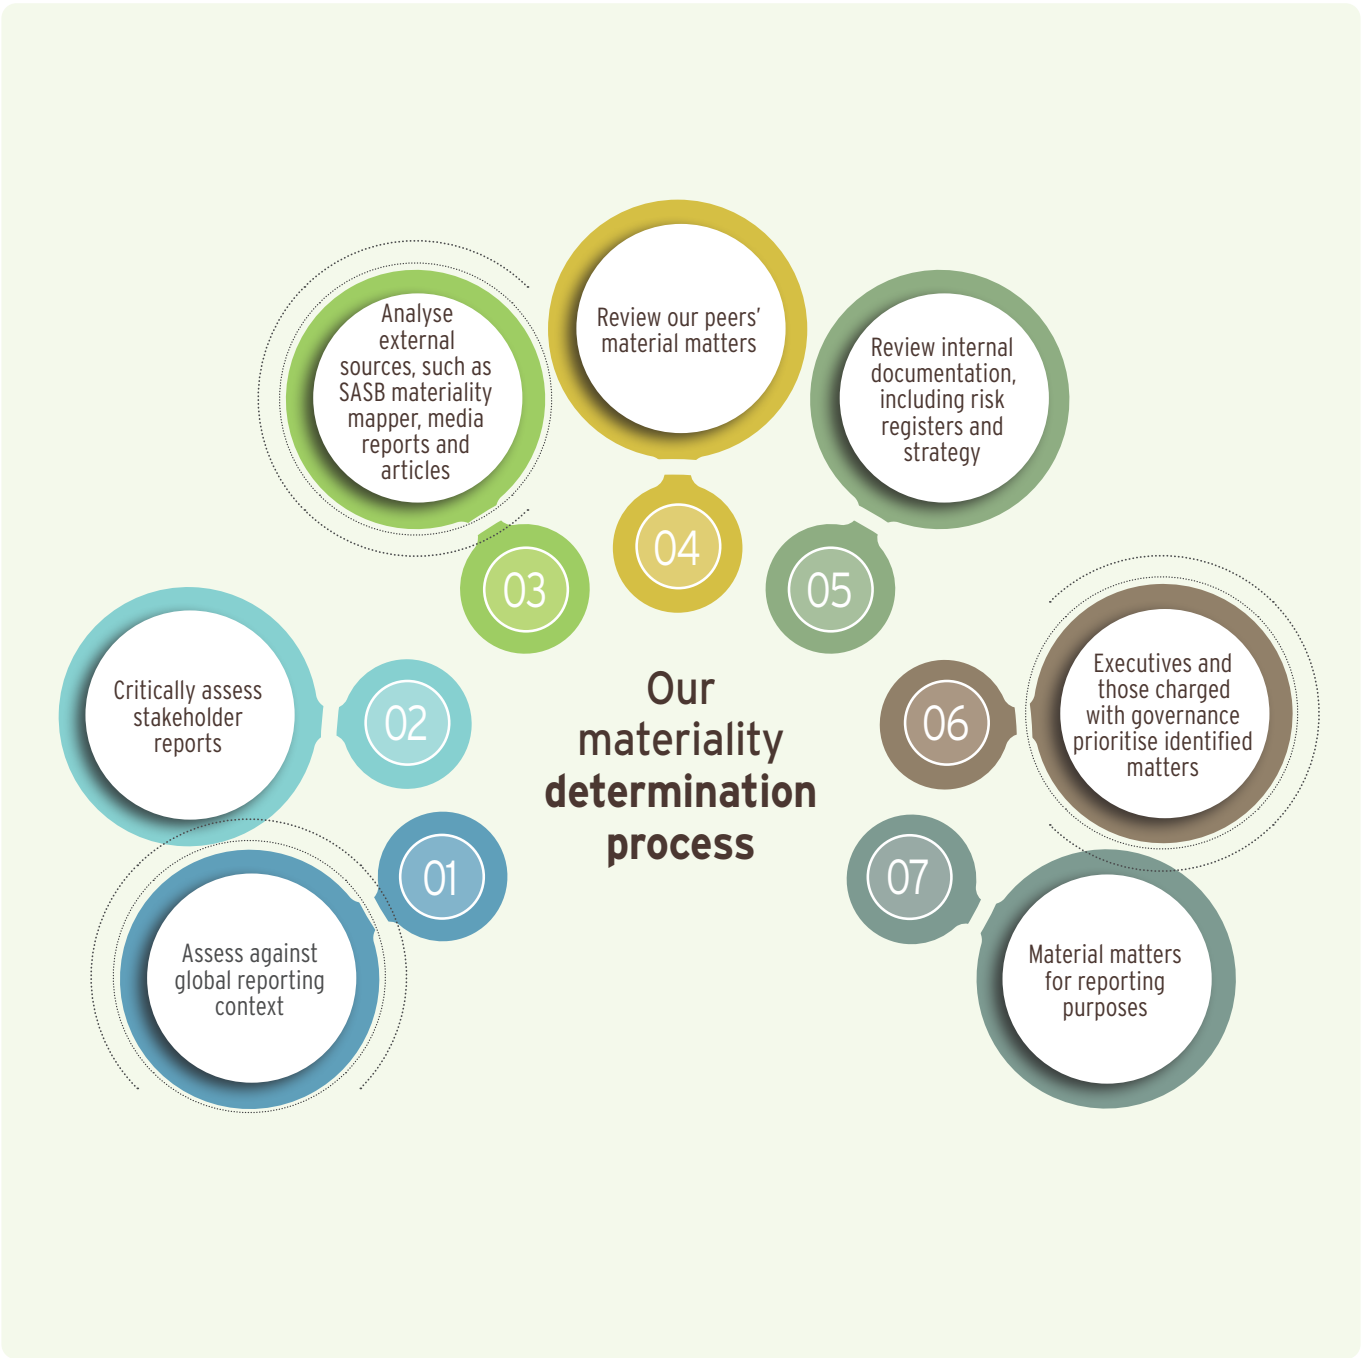 Our
materiality
determination
process
01
Assess against
global reporting
context
02
Critically assess
stakeholder
reports
03
Analyse
external
sources, such as
SASB materiality
mapper, media
reports and
articles
04
Review our peers’
material matters
05
Review internal
documentation,
including risk
registers and
strategy
06
Executives and
those charged
with governance
prioritise identified
matters
07
Material matters
for reporting
purposes